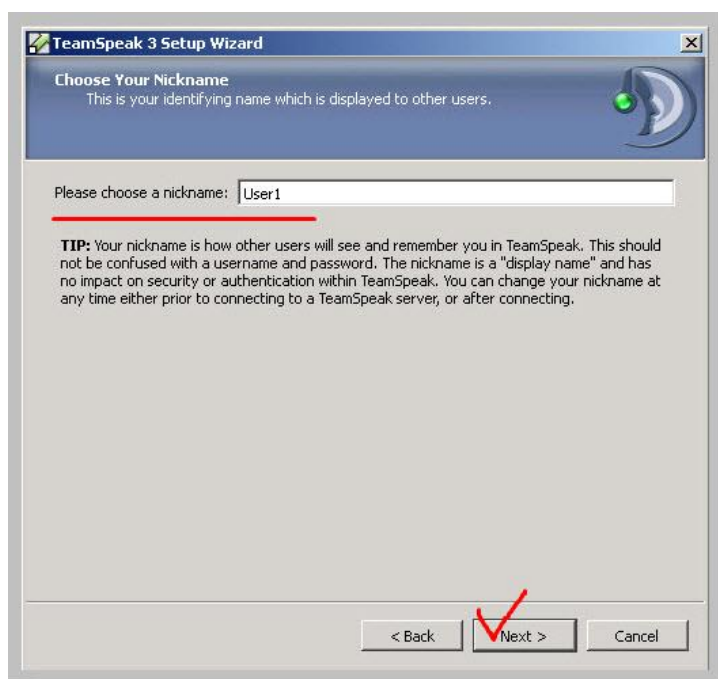 TeamSpeak 3 Setup Wizard
Choose Your Nickname
This is your identifying name which is displayed to other users.
Please choose a nickname: User1
TIP: Your nickname is how other users will see and remember you in TeamSpeak. This should
not be confused with a username and password. The nickname is a "display name" and has
no impact on security or authentication within TeamSpeak. You can change your nickname at
any time either prior to connecting to a TeamSpeak server, or after connecting.
< Back Next > Cancel